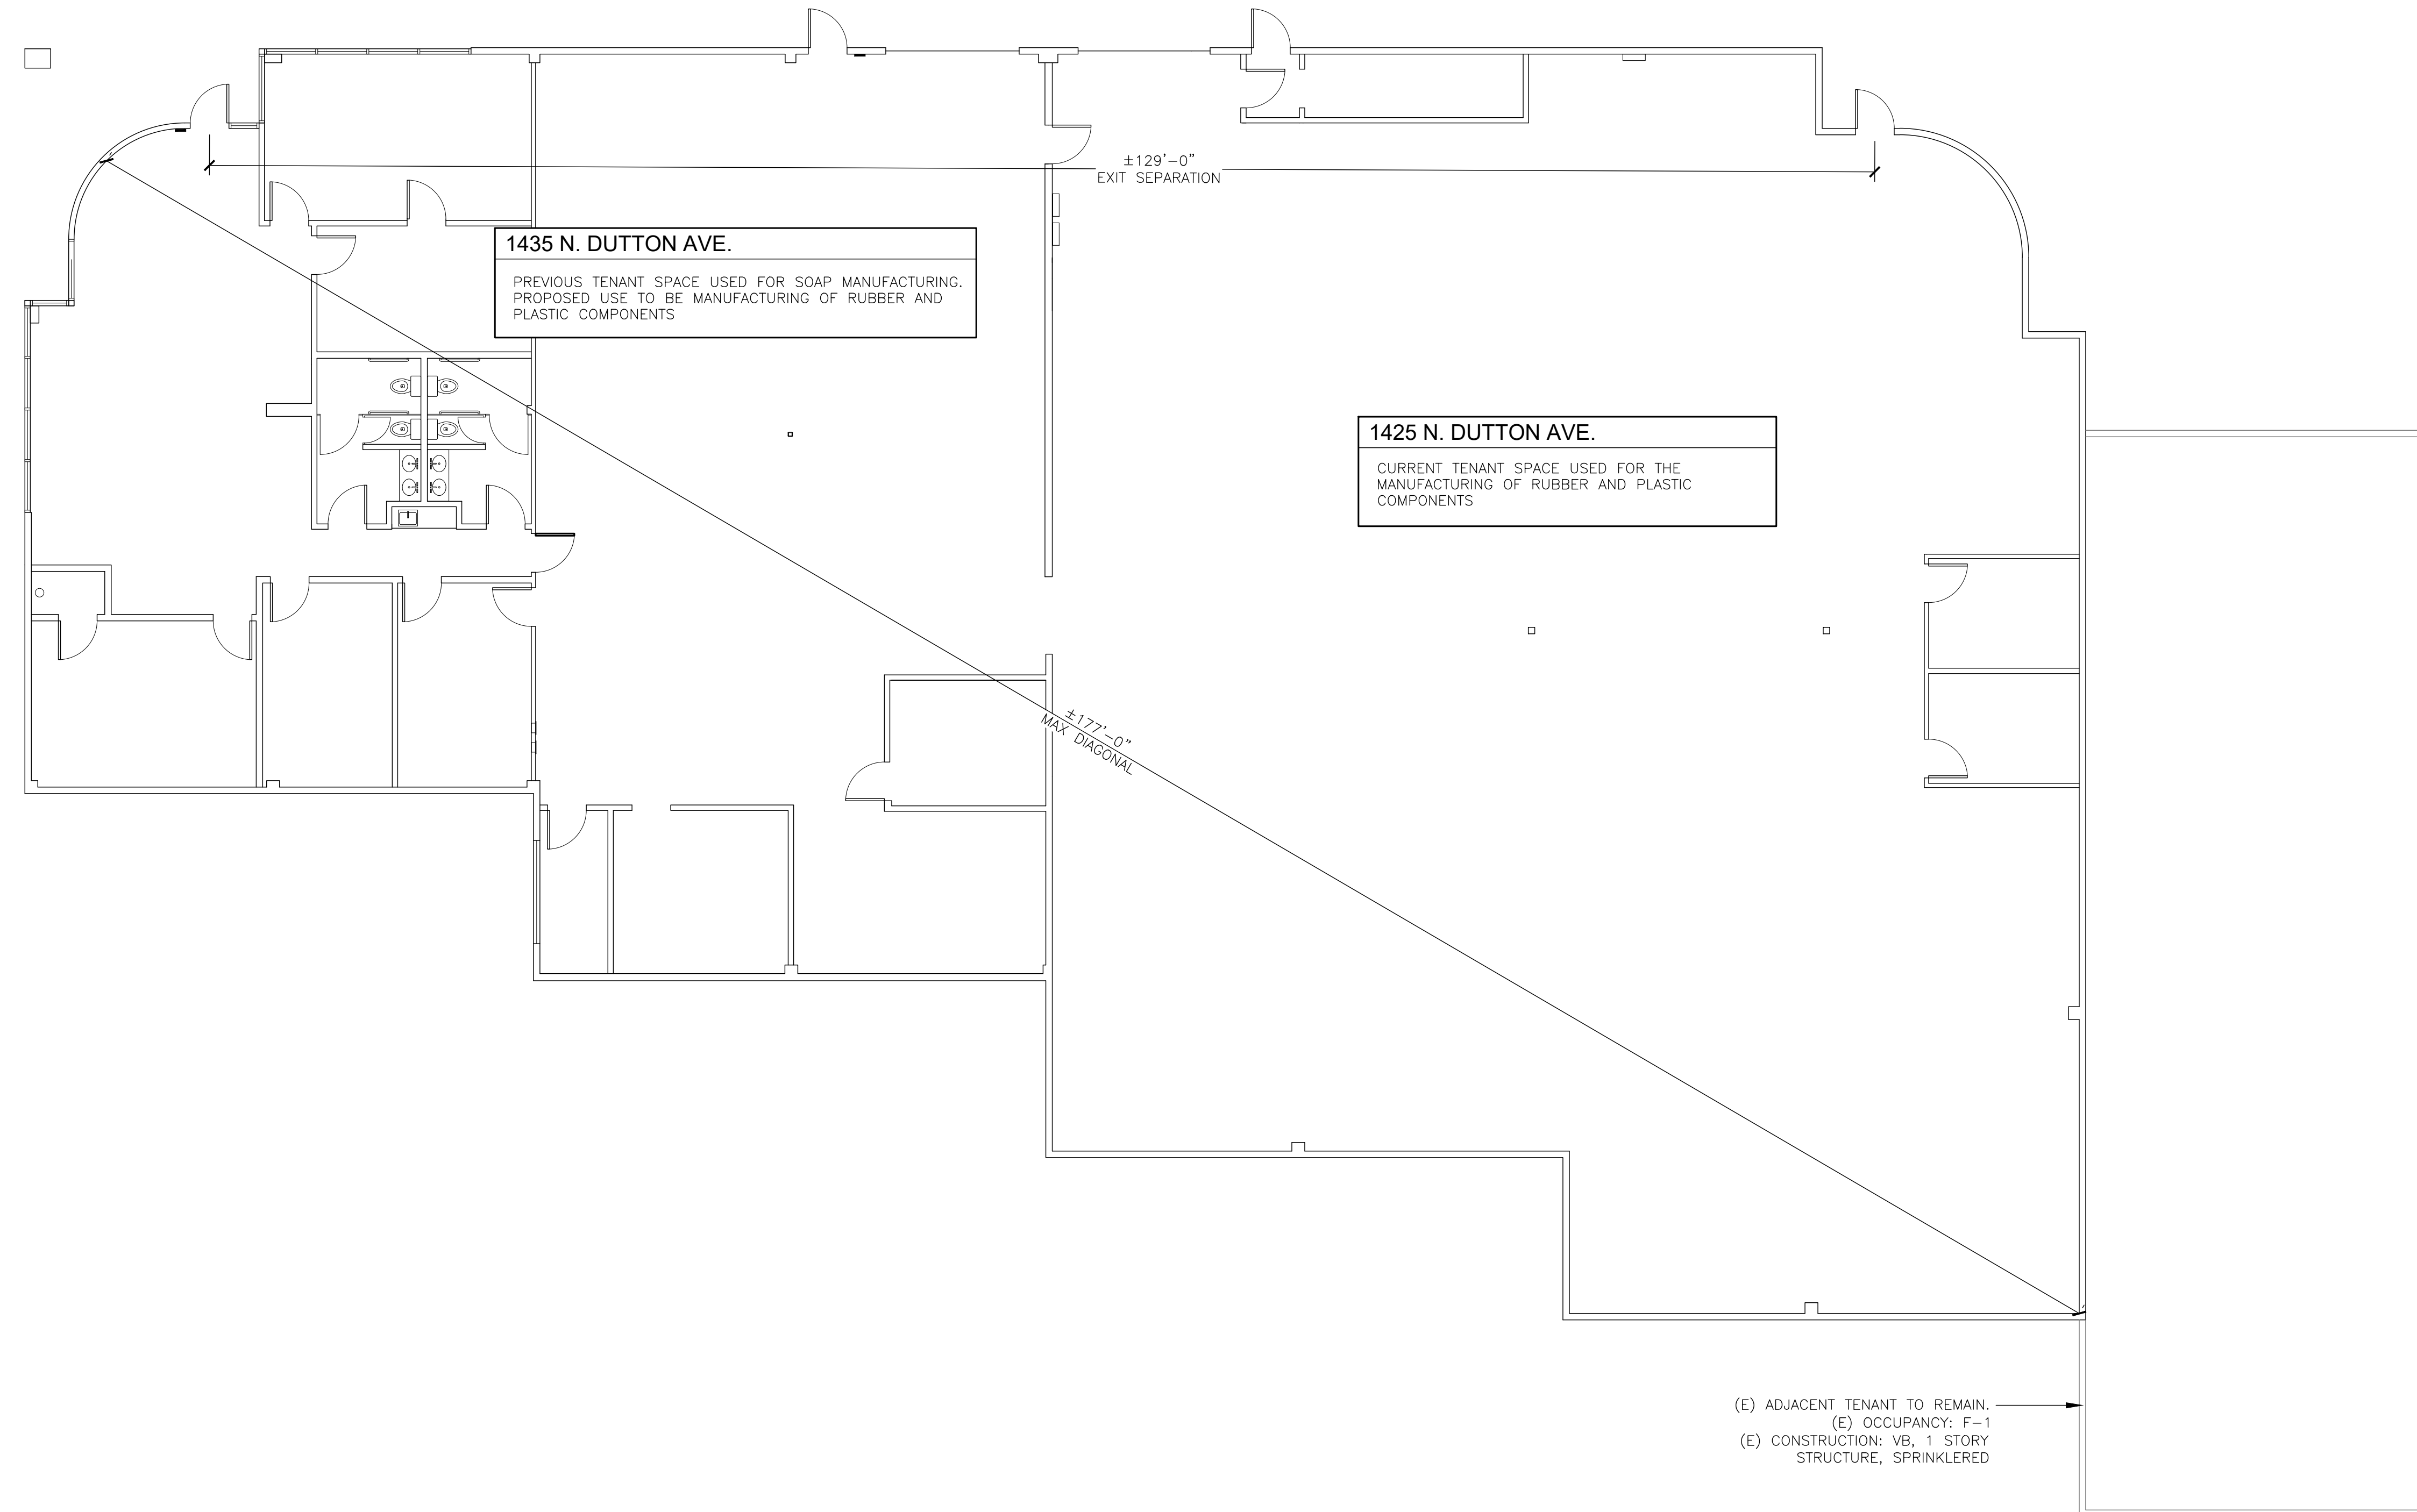 ±129'-0"
EXIT SEPARATION
1435 N. DUTTON AVE.
PREVIOUS TENANT SPACE USED FOR SOAP MANUFACTURING.
PROPOSED USE TO BE MANUFACTURING OF RUBBER AND
PLASTIC COMPONENTS
1425 N. DUTTON AVE.
CURRENT TENANT SPACE USED FOR THE
MANUFACTURING OF RUBBER AND PLASTIC
COMPONENTS
±177'-0"
MAX DIAGONAL
(E) ADJACENT TENANT TO REMAIN.
(E) OCCUPANCY: F-1
(E) CONSTRUCTION: VB, 1 STORY
STRUCTURE, SPRINKLERED